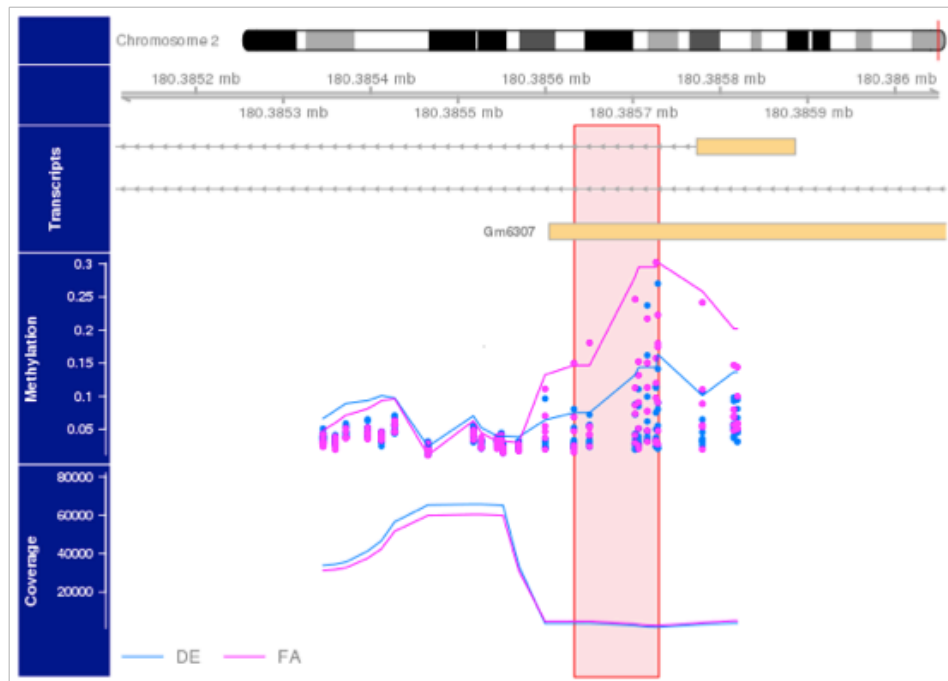 Chromosome 2
180.3852 mb 180.3854 mb 180.3856 mb 180.3858 mb 180.386 mb
180.3853 mb 180.3855 mb 180.3857 mb 180.3859 mb
Transcripts
Gm6307
Methylation
0.3
0.25
0.2
0.15
0.1
0.05
Coverage
80000
60000
40000
20000
DE FA